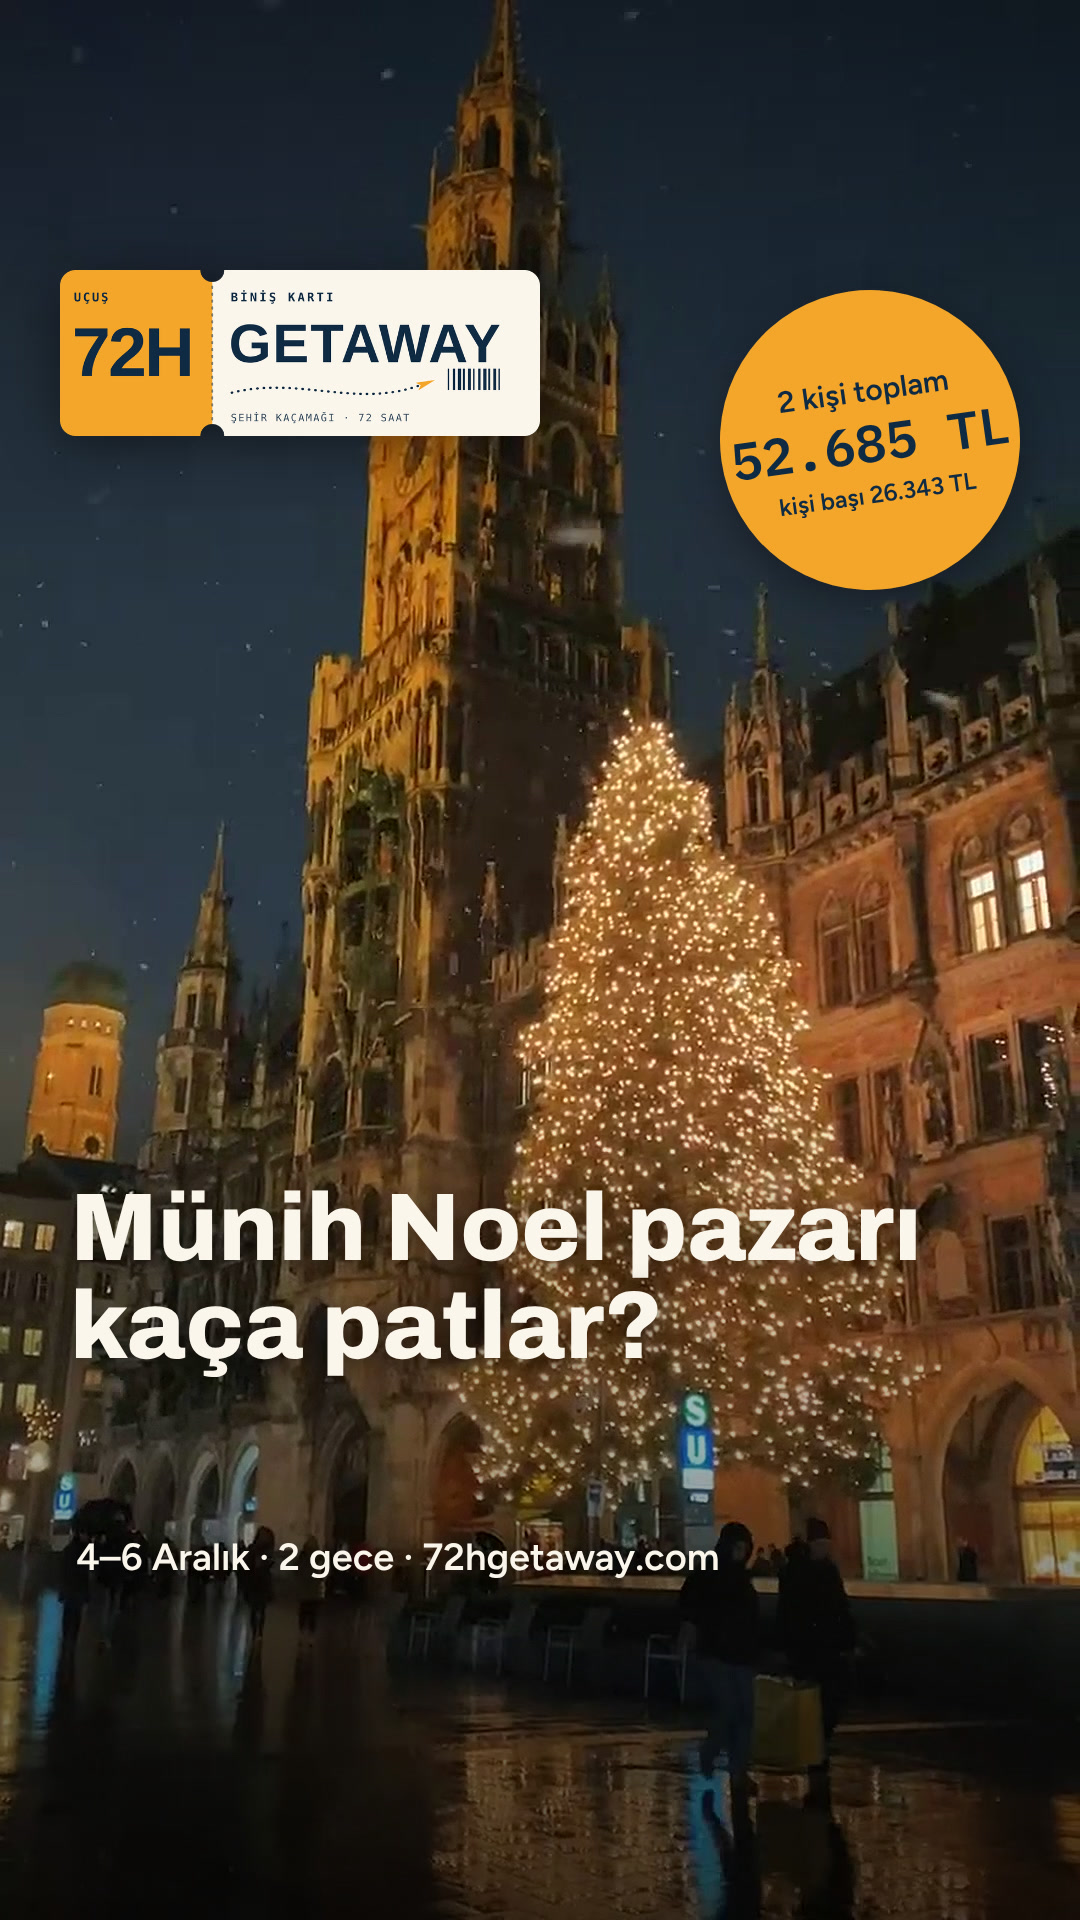 UÇUŞ
72H
BİNİŞ KARTI
GETAWAY
ŞEHİR KAÇAMAĞI · 72 SAAT
2 kişi toplam
52.685 TL
kişi başı 26.343 TL
Münih Noel pazarı
kaça patlar?
S
U
S
U
4–6 Aralık · 2 gece · 72hgetaway.com